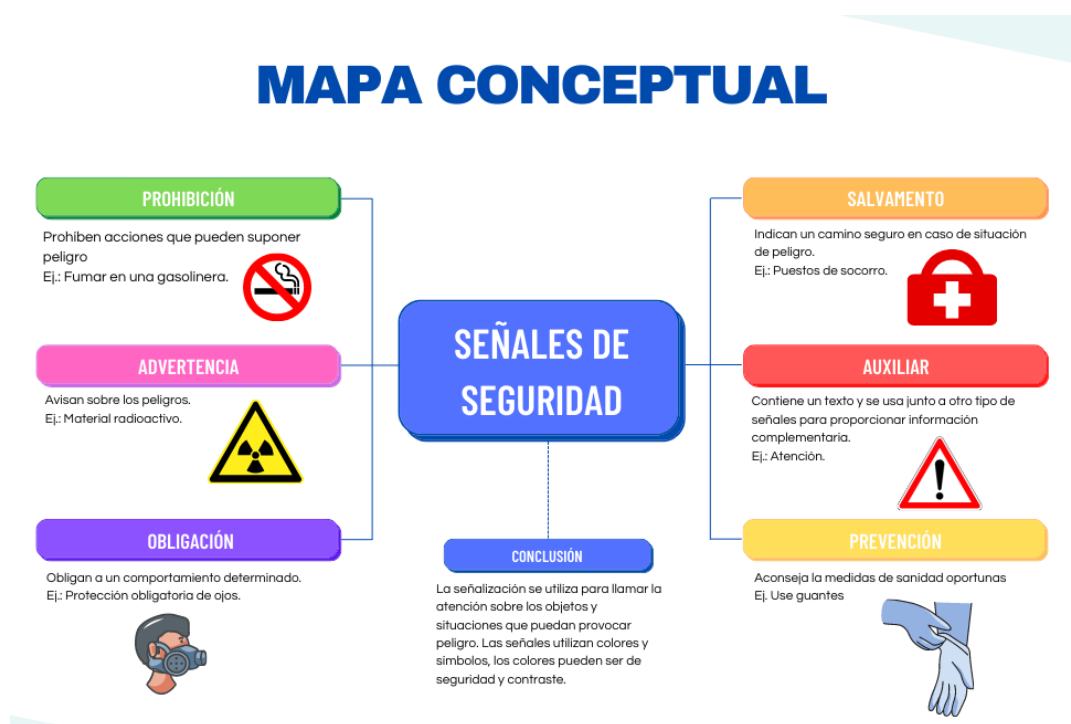 MAPA CONCEPTUAL
PROHIBICIÓN
Prohiben acciones que pueden suponer
peligro
Ej.: Fumar en una gasolinera.
ADVERTENCIA
Avisan sobre los peligros.
Ej.: Material radioactivo.
OBLIGACIÓN
Obligan a un comportamiento determinado.
Ej.: Protección obligatoria de ojos.
SEÑALES DE
SEGURIDAD
CONCLUSIÓN
La señalización se utiliza para llamar la
atención sobre los objetos y
situaciones que puedan provocar
peligro. Las señales utilizan colores y
símbolos, los colores pueden ser de
seguridad y contraste.
SALVAMENTO
Indican un camino seguro en caso de situación
de peligro.
Ej.: Puestos de socorro.
AUXILIAR
Contiene un texto y se usa junto a otro tipo de
señales para proporcionar información
complementaria.
Ej.: Atención.
PREVENCIÓN
Aconseja la medidas de sanidad oportunas
Ej. Use guantes